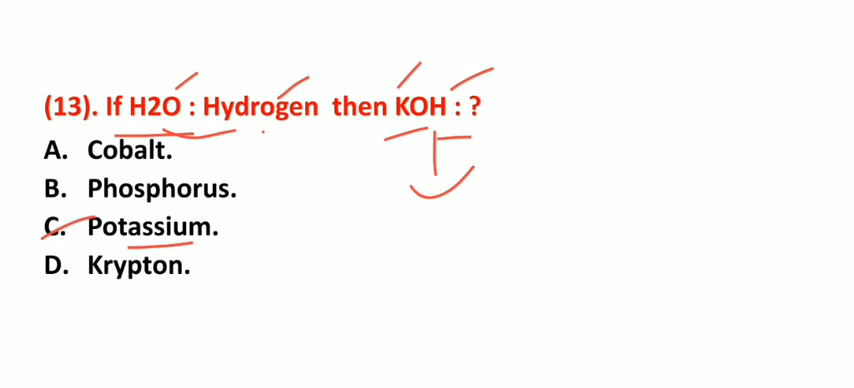 (13). If H2O : Hydrogen then KOH : ?
A. Cobalt.
B. Phosphorus.
C. Potassium.
D. Krypton.